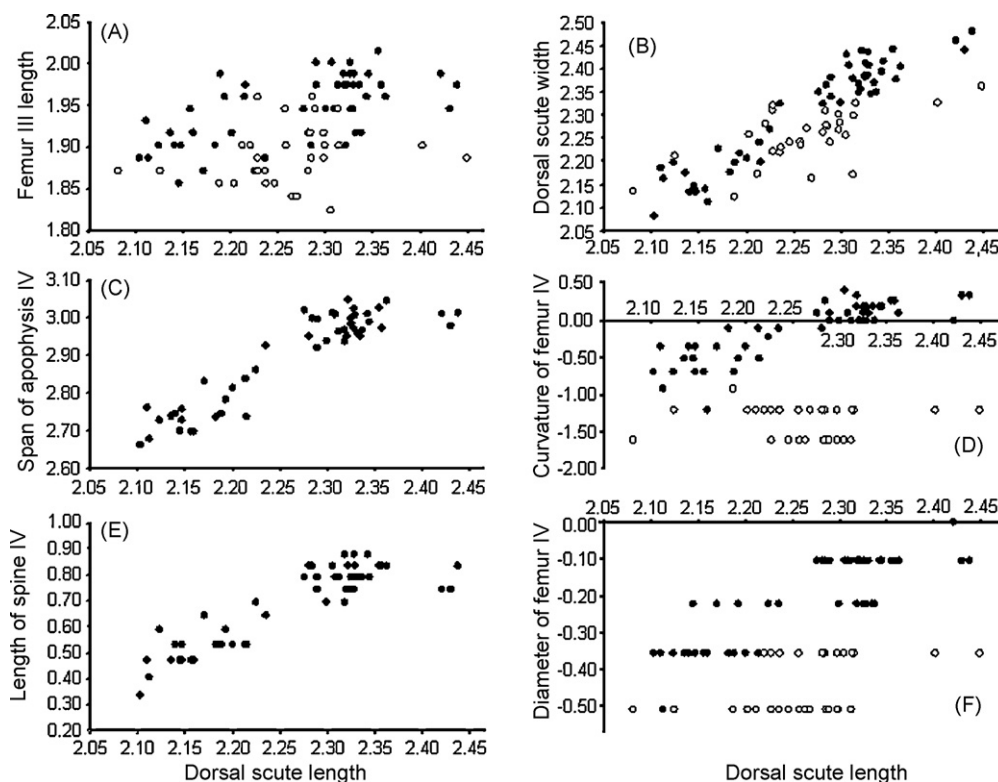 (A)
Femur III length
2.05
2.00
1.95
1.90
1.85
1.80
2.05 2.10 2.15 2.20 2.25 2.30 2.35 2.40 2.45
(B)
Dorsal scute width
2.50
2.45
2.40
2.35
2.30
2.25
2.20
2.15
2.10
2.05
2.05 2.10 2.15 2.20 2.25 2.30 2.35 2.40 2,45
(C)
Span of apophysis IV
3.10
3.00
2.90
2.80
2.70
2.60
2.05 2.10 2.15 2.20 2.25 2.30 2.35 2.40 2.45
Curvature of femur IV
0.50
0.00
-0.50
-1.00
-1.50
-2.00
2.10 2.15 2.20 2.25
2.30 2.35 2.40 2.45
(D)
(E)
Length of spine IV
1.00
0.90
0.80
0.70
0.60
0.50
0.40
0.30
0.20
2.05 2.10 2.15 2.20 2.25 2.30 2.35 2.40 2.45
Dorsal scute length
2.05 2.10 2.15 2.20 2.25 2.30 2.35 2.40 2.45
Diameter of femur IV
0.00
-0.10
-0.20
-0.30
-0.40
-0.50
(F)
Dorsal scute length